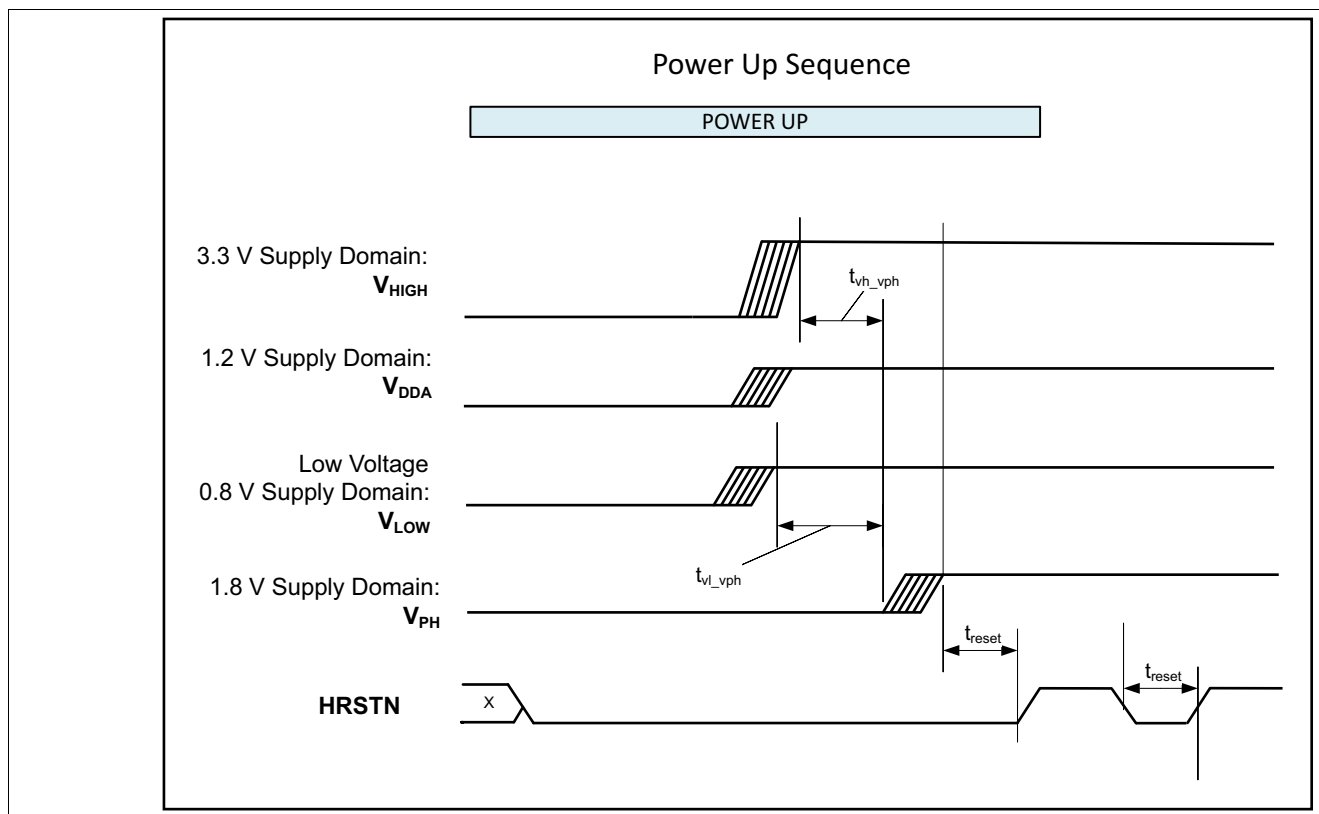 Power Up Sequence
POWER UP
3.3 V Supply Domain:
VHIGH
tvh_vph
1.2 V Supply Domain:
VDDA
Low Voltage
0.8 V Supply Domain:
VLOW
tvl_vph
1.8 V Supply Domain:
VPH
treset
treset
HRSTN
X